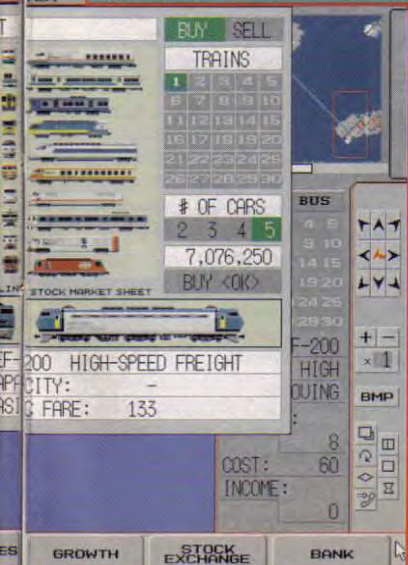 T
BUY SELL
TRAINS
1 2 3 4 5
6 7 8 9 10
11 12 13 14 15
16 17 18 19 20
21 22 23 24 25
26 27 28 29 30
# OF CARS
2 3 4 5
7,076,250
BUY <OK>
STOCK MARKET SHEET
BUS
4 5
9 10
14 15
19 20
24 25
29 30
EF-200 HIGH-SPEED FREIGHT
CITY: -
C FARE: 133
F-200
HIGH
OVING
:
8
COST: 60
INCOME:
0
+ -
× 1
BMP
ES
GROWTH
STOCK EXCHANGE
BANK